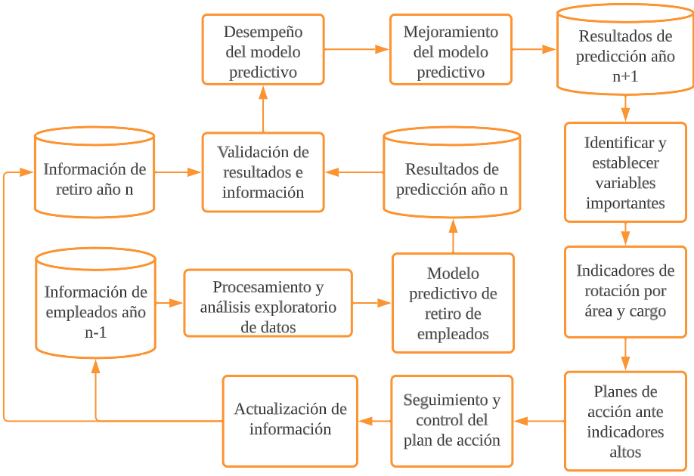 Desempeño
del modelo
predictivo
Mejoramiento
del modelo
predictivo
Resultados de
predicción año
n+1
Información de
retiro año n
Validación de
resultados e
información
Resultados de
predicción año n
Identificar y
establecer
variables
importantes
Información de
empleados año
n-1
Procesamiento y
análisis exploratorio
de datos
Modelo
predictivo de
retiro de
empleados
Indicadores de
rotación por
área y cargo
Actualización de
información
Seguimiento y
control del
plan de acción
Planes de
acción ante
indicadores
altos